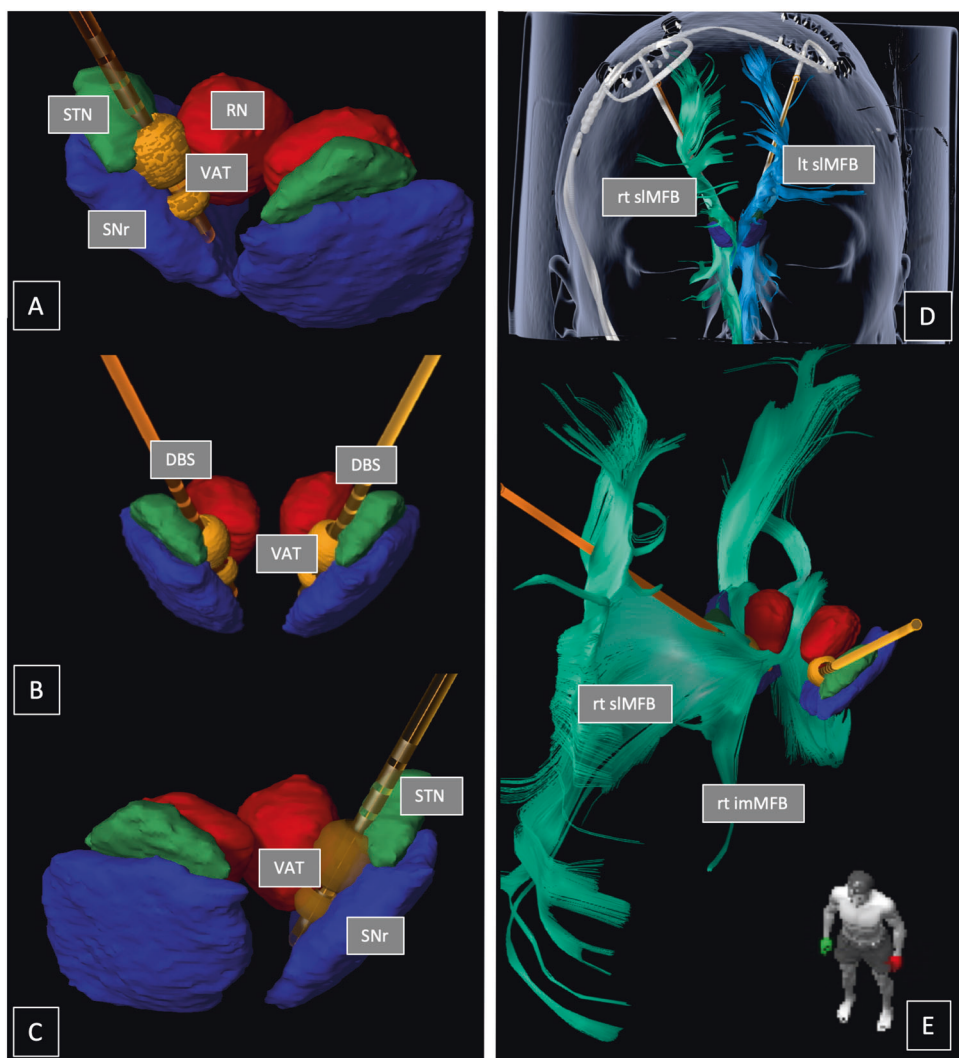 STN
RN
VAT
SNr
A
DBS
DBS
VAT
B
STN
VAT
SNr
C
rt slMFB
lt slMFB
D
rt slMFB
rt imMFB
E